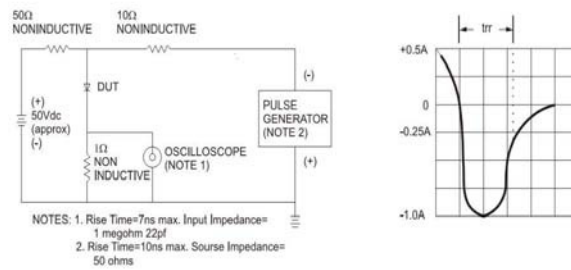 50Ω
NONINDUCTIVE
10Ω
NONINDUCTIVE
(+)
50Vdc
(approx)
(-)
DUT
1Ω
NON
INDUCTIVE
OSCILLOSCOPE
(NOTE 1)
(-)
PULSE
GENERATOR
(NOTE 2)
(+)
NOTES: 1. Rise Time=7ns max. Input Impedance=
1 megohm 22pf
2. Rise Time=10ns max. Sourse Impedance=
50 ohms
trr
+0.5A
0
-0.25A
-1.0A